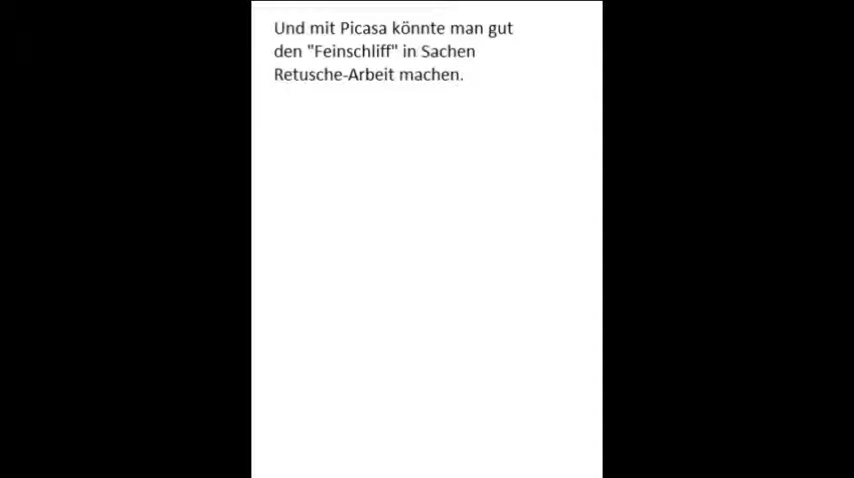 Und mit Picasa könnte man gut
den "Feinschliff" in Sachen
Retusche-Arbeit machen.